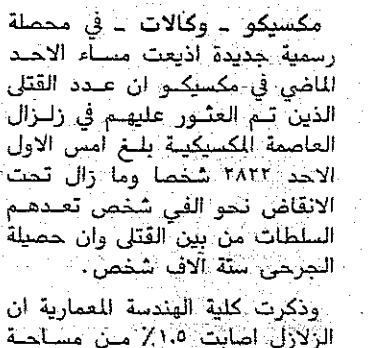 مكسيكو ـ وكالات ـ في محصلة
رسمية جديدة اذيعت مساء الاحد
الماضي في مكسيكو ان عدد القتلى
الذين تم العثور عليهم في زلزال
العاصمة المكسيكية بلغ امس الاول
الاحد ٢٨٢٢ شخصا وما زال تحت
الانقاض نحو الفي شخص تعدهم
السلطات من بين القتلى وان حصيلة
الجرحى ستة آلاف شخص.
وذكرت كلية الهندسة المعمارية ان
الزلازل اصابت ١.٥٪ من مساحة